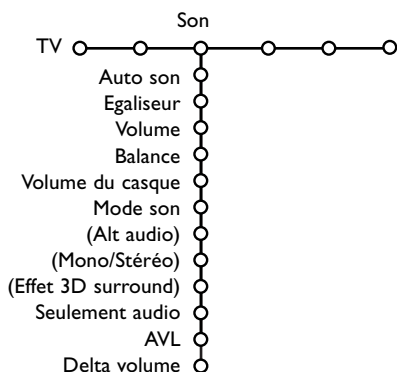 Son
TV
Auto son
Egaliseur
Volume
Balance
Volume du casque
Mode son
(Alt audio)
(Mono/Stéréo)
(Effet 3D surround)
Seulement audio
AVL
Delta volume